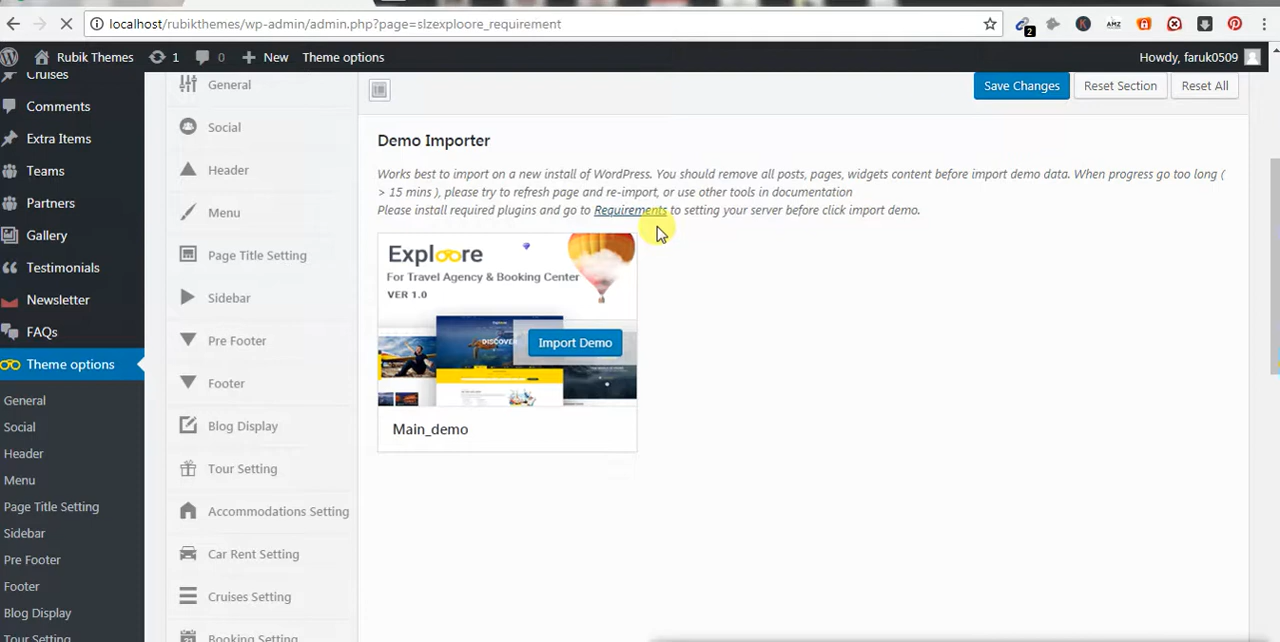 localhost/rubikthemes/wp-admin/admin.php?page=slzexploore_requirement
2
AMZ
Rubik Themes 1 0 New Theme options Howdy, faruk0509
Cruises
Comments
Extra Items
Teams
Partners
Gallery
Testimonials
Newsletter
FAQs
Theme options
General
Social
Header
Menu
Page Title Setting
Sidebar
Pre Footer
Footer
Blog Display
Tour Setting
General
Social
Header
Menu
Page Title Setting
Sidebar
Pre Footer
Footer
Blog Display
Tour Setting
Accommodations Setting
Car Rent Setting
Cruises Setting
Booking Setting
Save Changes Reset Section Reset All
Demo Importer
Works best to import on a new install of WordPress. You should remove all posts, pages, widgets content before import demo data. When progress go too long (
> 15 mins ), please try to refresh page and re-import, or use other tools in documentation
Please install required plugins and go to Requirements to setting your server before click import demo.
Exploore
For Travel Agency & Booking Center
VER 1.0
DISCOVER
Import Demo
Main_demo